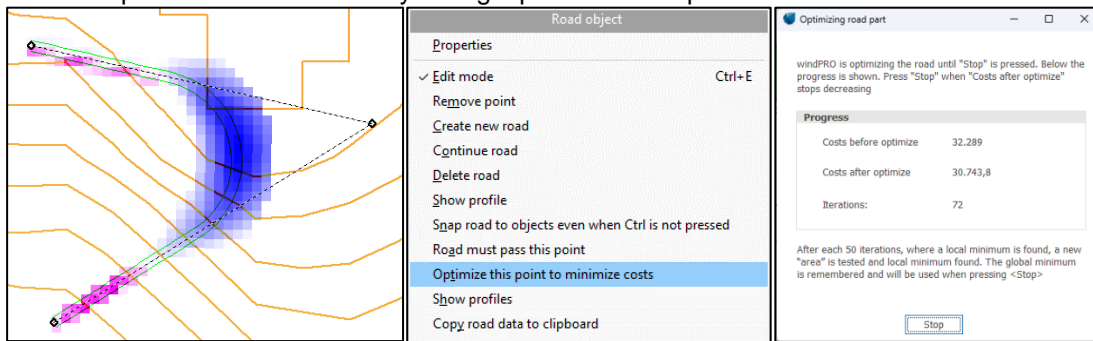 Road object
Properties
Edit mode Ctrl+E
Remove point
Create new road
Continue road
Delete road
Show profile
Snap road to objects even when Ctrl is not pressed
Road must pass this point
Optimize this point to minimize costs
Show profiles
Copy road data to clipboard
Optimizing road part
windPRO is optimizing the road until "Stop" is pressed. Below the
progress is shown. Press "Stop" when "Costs after optimize"
stops decreasing
Progress
Costs before optimize 32.289
Costs after optimize 30.743,8
Iterations: 72
After each 50 iterations, where a local minimum is found, a new
"area" is tested and local minimum found. The global minimum
is remembered and will be used when pressing <Stop>
Stop